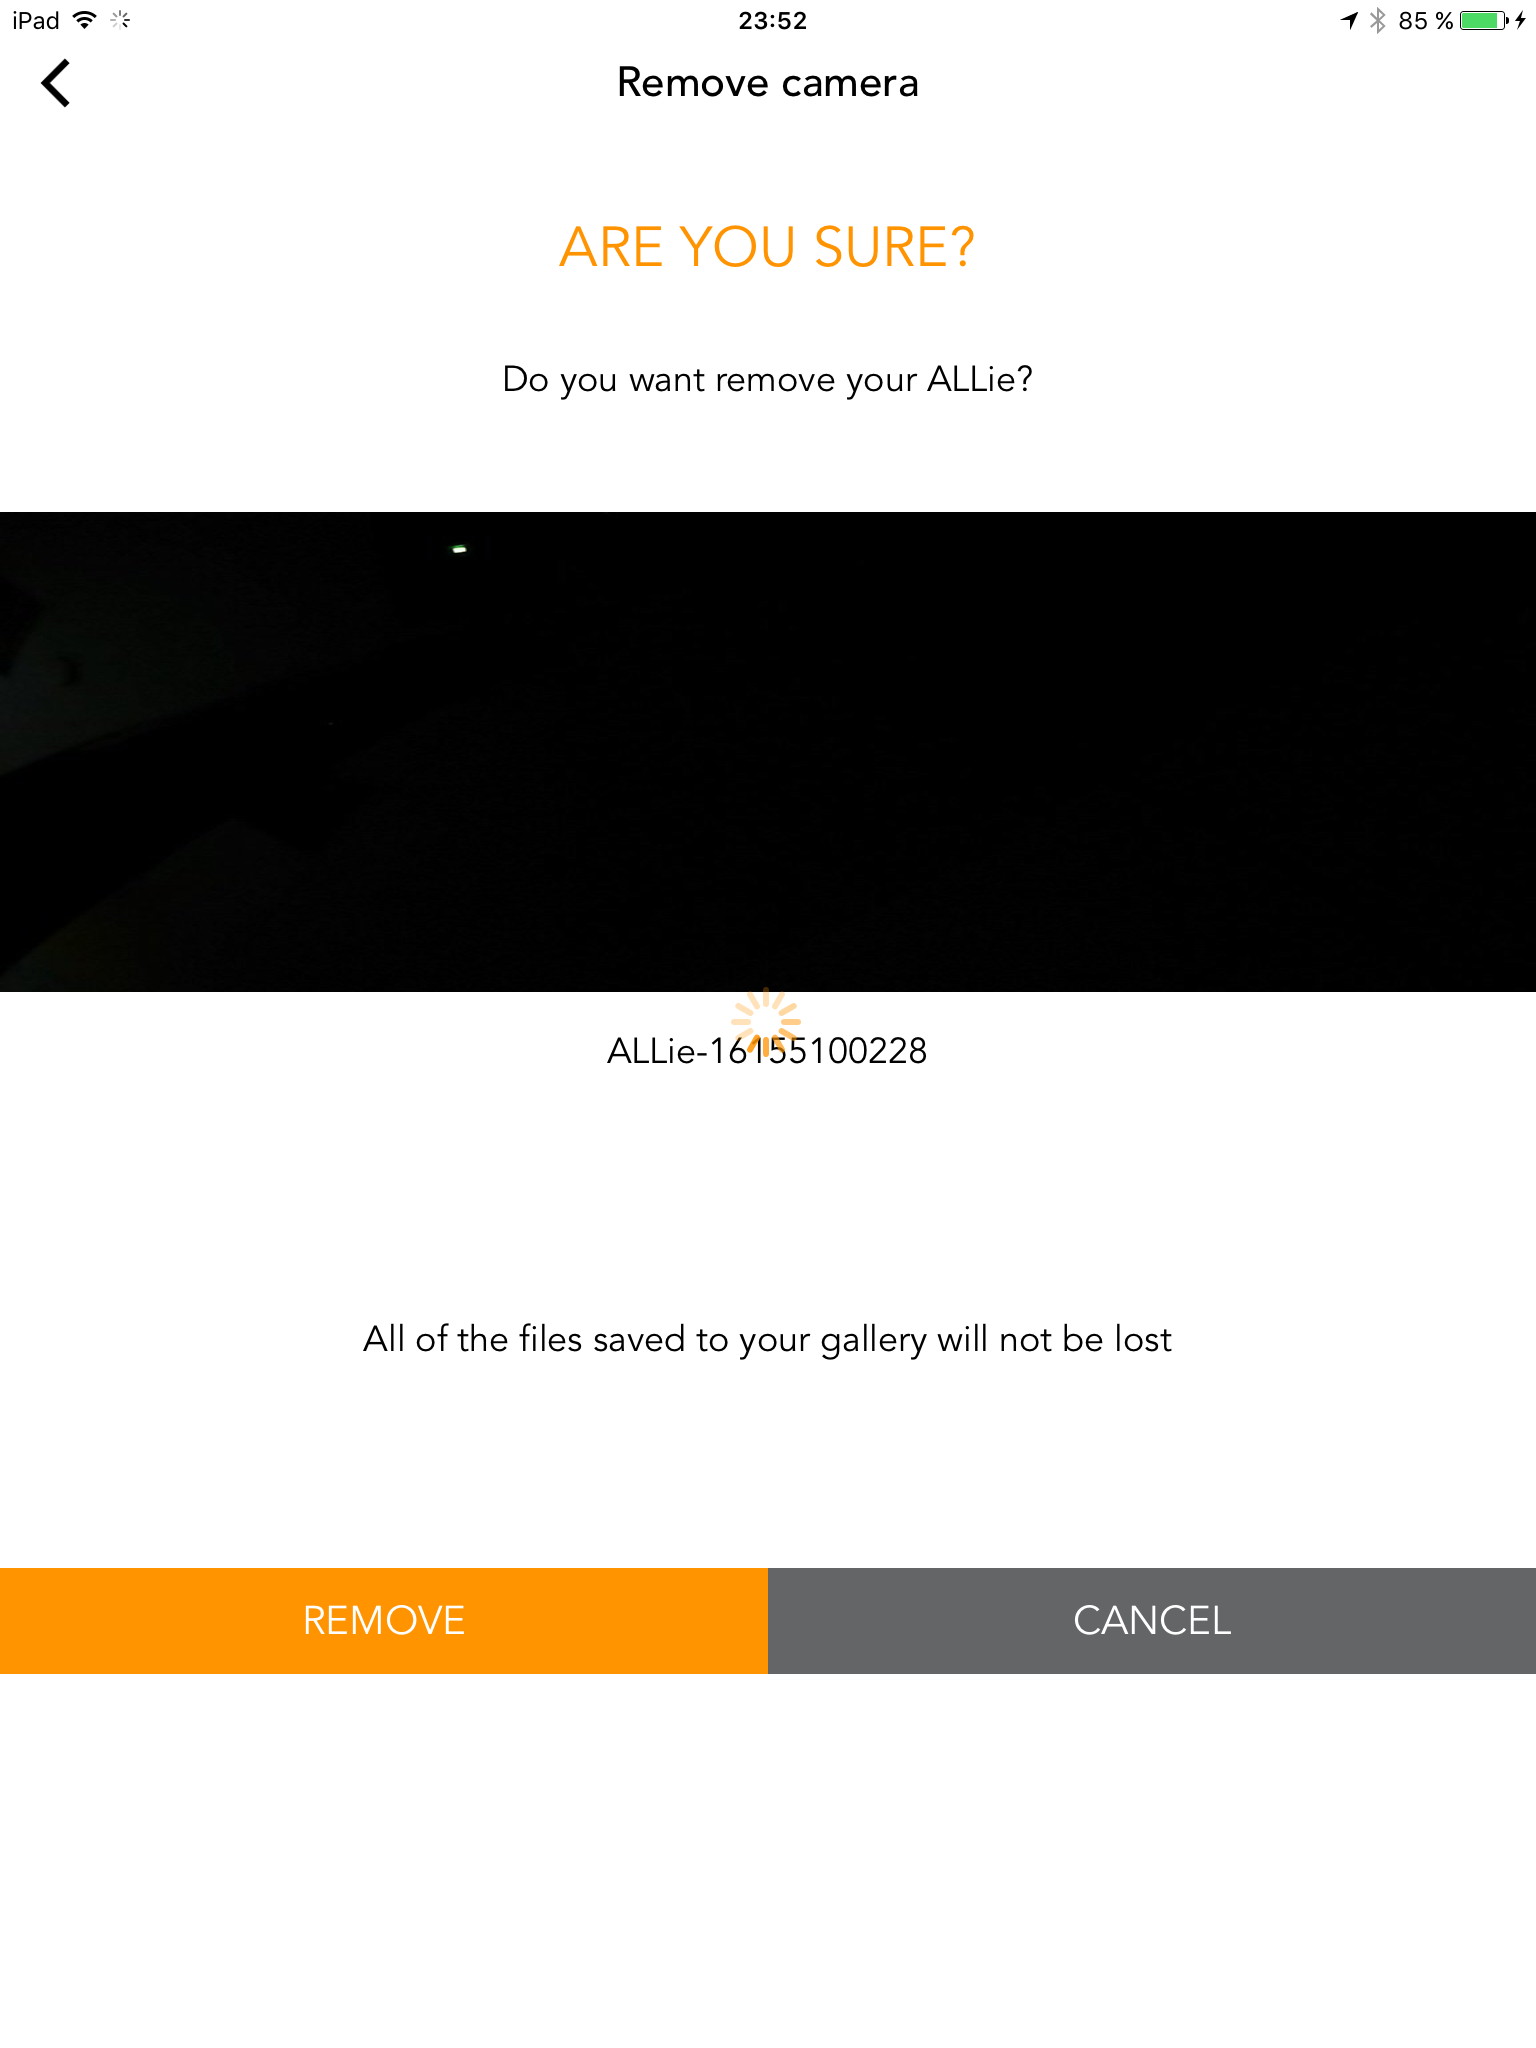 iPad 23:52 85 %
Remove camera
ARE YOU SURE?
Do you want remove your ALLie?
ALLie-16155100228
All of the files saved to your gallery will not be lost
REMOVE CANCEL